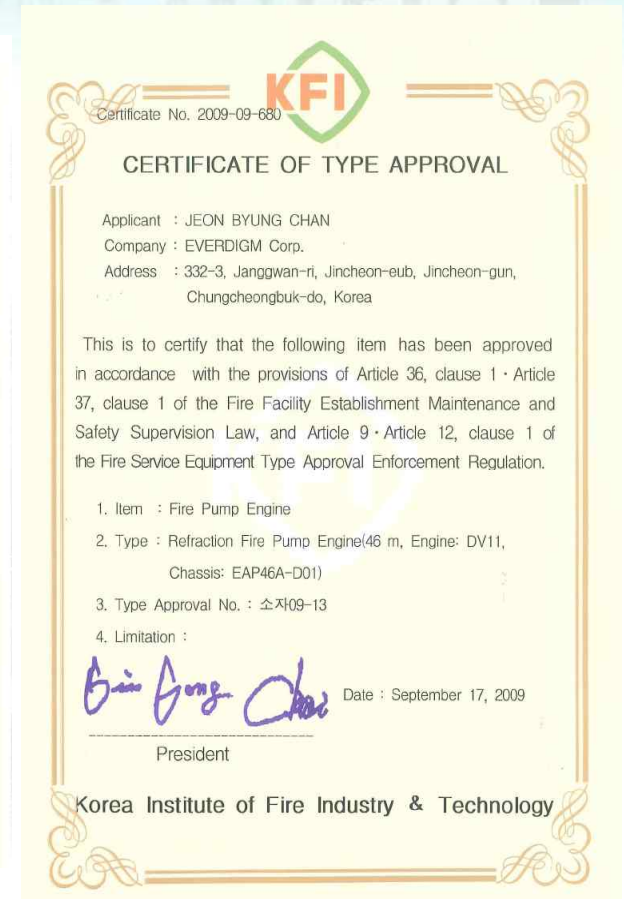 KFI
Certificate No. 2009-09-680
CERTIFICATE OF TYPE APPROVAL
Applicant : JEON BYUNG CHAN
Company : EVERDIGM Corp.
Address : 332-3, Janggwan-ri, Jincheon-eub, Jincheon-gun,
Chungcheongbuk-do, Korea
This is to certify that the following item has been approved
in accordance with the provisions of Article 36, clause 1 · Article
37, clause 1 of the Fire Facility Establishment Maintenance and
Safety Supervision Law, and Article 9 · Article 12, clause 1 of
the Fire Service Equipment Type Approval Enforcement Regulation.
1. Item : Fire Pump Engine
2. Type : Refraction Fire Pump Engine(46 m, Engine: DV11,
Chassis: EAP46A-D01)
3. Type Approval No. : 소자09-13
4. Limitation :
Date : September 17, 2009
President
Korea Institute of Fire Industry & Technology